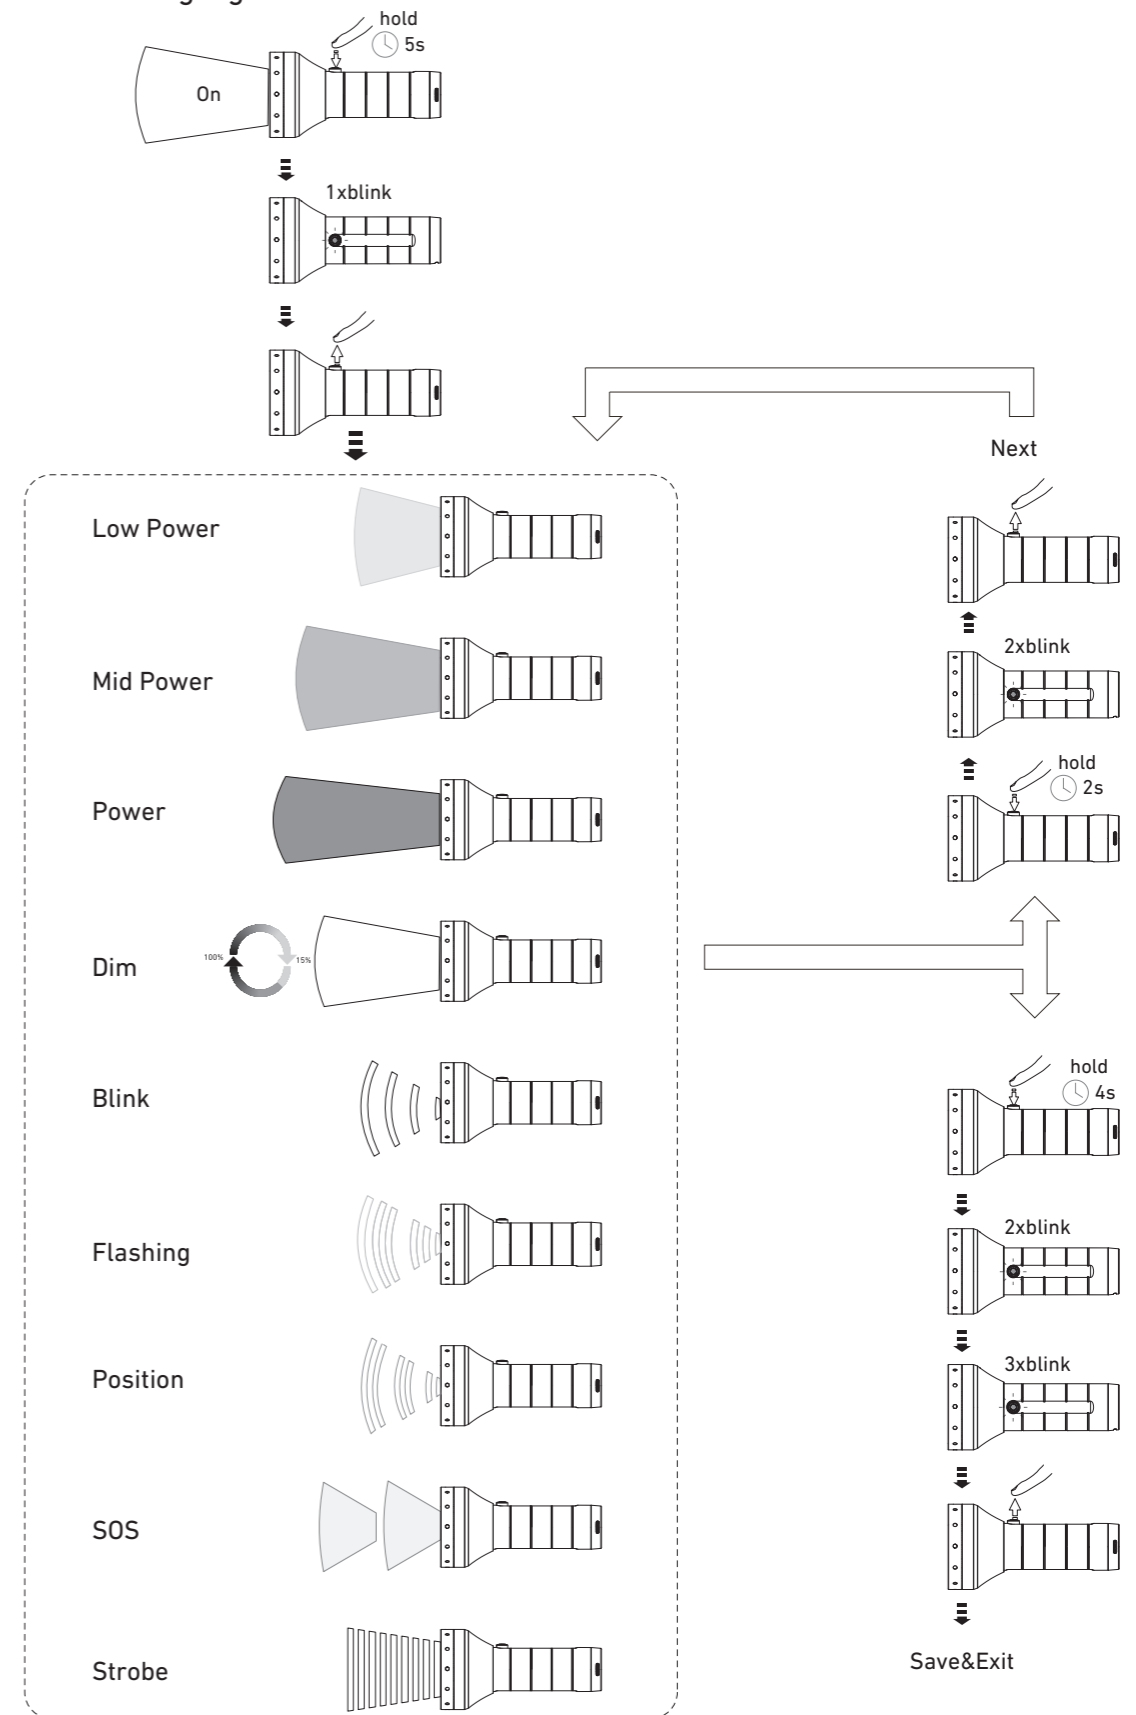 hold
5s
On
1xblink
Next
Low Power
2xblink
Mid Power
hold
2s
Power
Dim
100%
15%
hold
4s
Blink
2xblink
Flashing
3xblink
Position
SOS
Save&Exit
Strobe